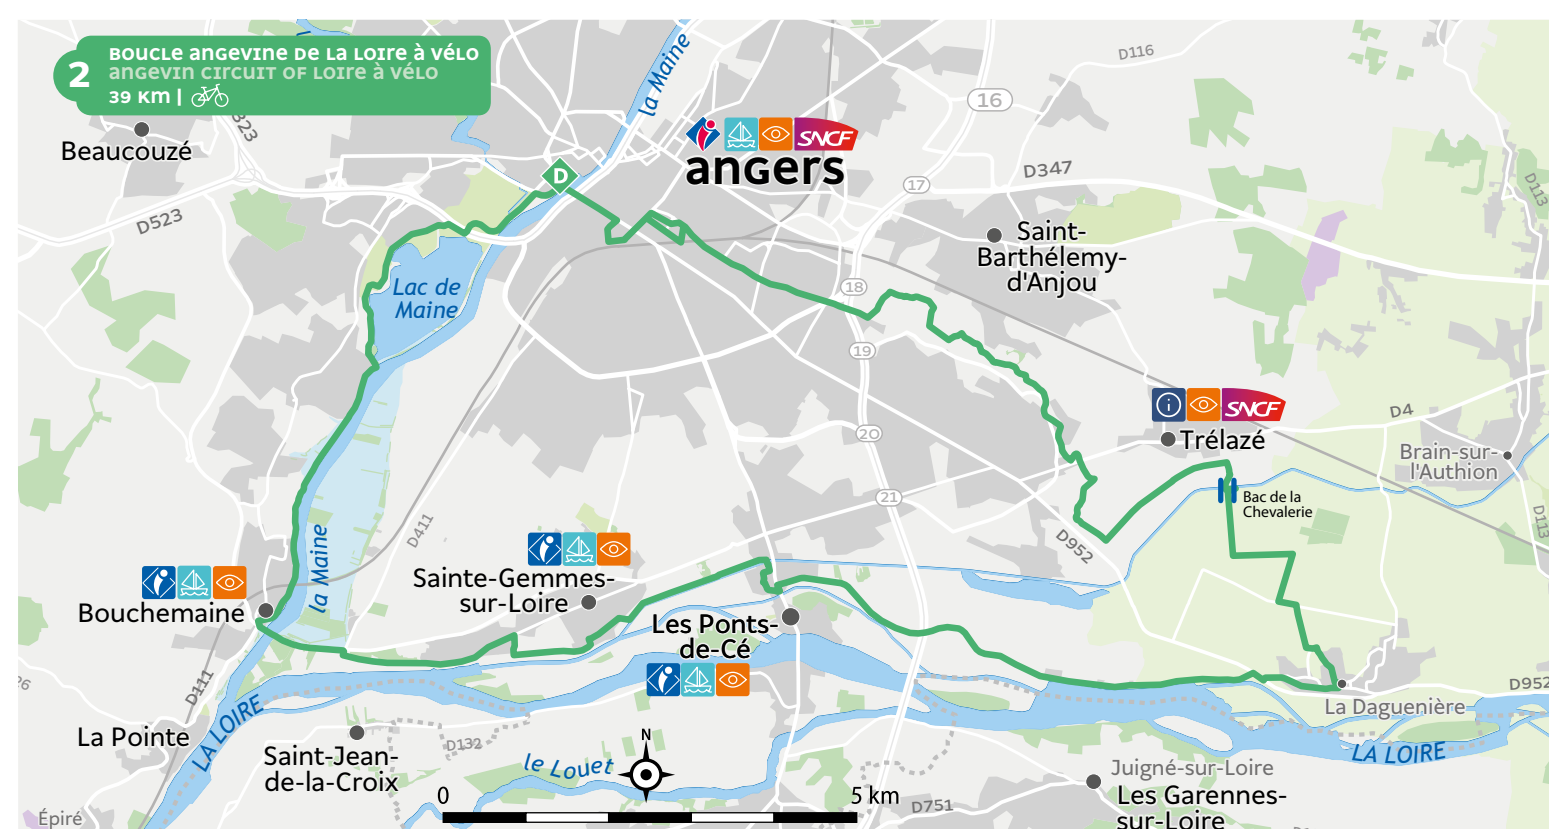 2
Boucle angevine de La Loire à vélo
angevin circuit of Loire à vélo
39 Km |
la Maine
D116
16
323
Beaucouzé
SNCF
angers
D
D347
17
D113
D523
Saint-
Barthélemy-
d'Anjou
Lac de
Maine
18
19
SNCF
Trélazé
D4
20
Brain-sur-
l'Authion
21
Bac de la
Chevalerie
D113
D411
D952
la Maine
Sainte-Gemmes-
sur-Loire
Bouchemaine
Les Ponts-
de-Cé
D111
D952
La Daguenière
LA LOIRE
La Pointe
Saint-Jean-
de-la-Croix
D132
N
le Louet
LA LOIRE
Juigné-sur-Loire
Les Garennes-
sur-Loire
0
5 km
D751
Épiré